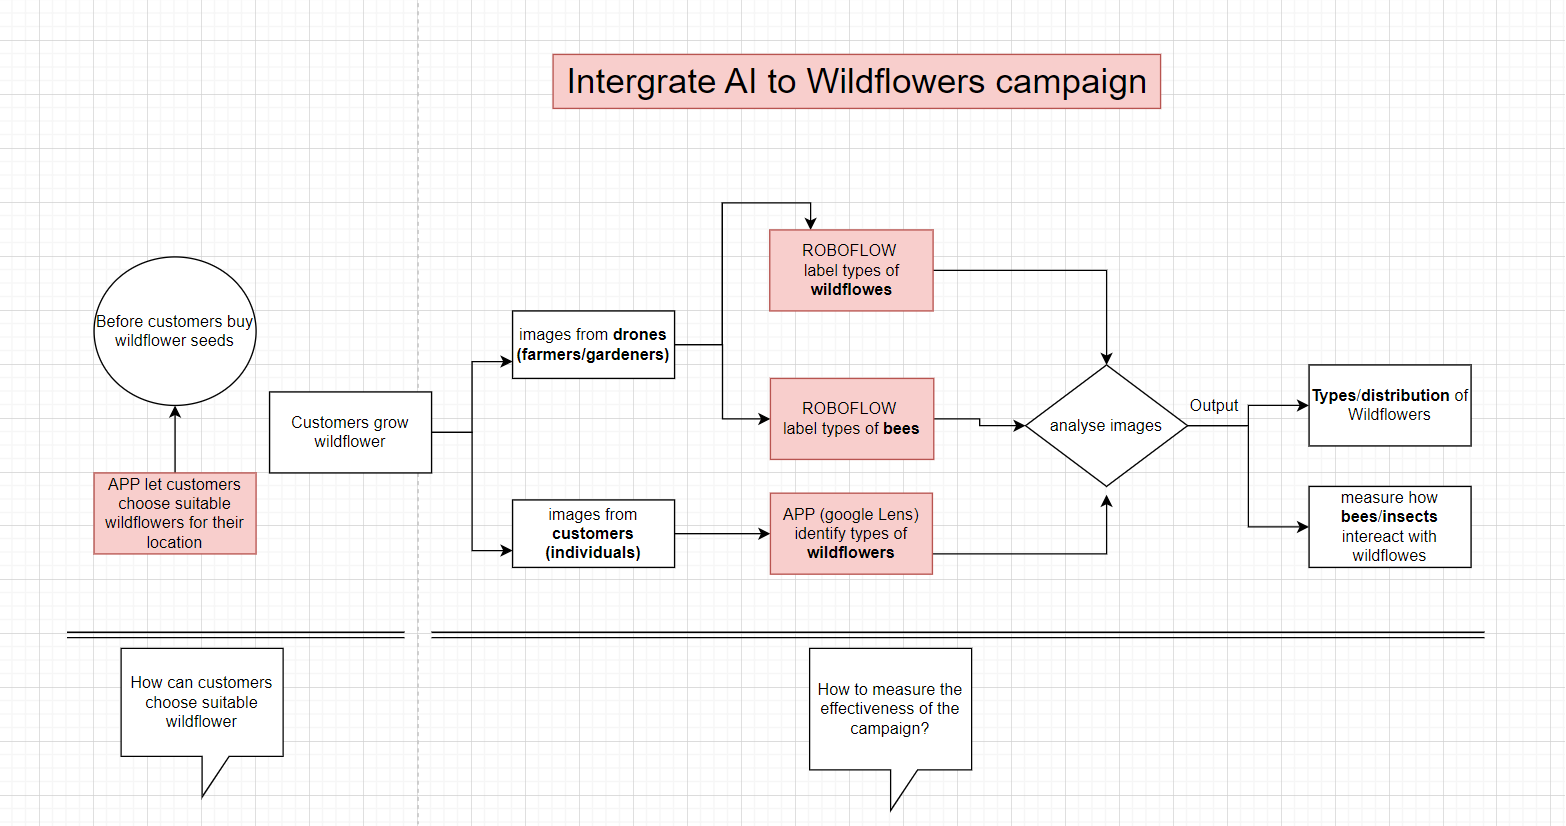 Intergrate AI to Wildflowers campaign
Before customers buy
wildflower seeds
APP let customers
choose suitable
wildflowers for their
location
Customers grow
wildflower
images from drones
(farmers/gardeners)
images from
customers
(individuals)
ROBOFLOW
label types of
wildflowes
ROBOFLOW
label types of bees
APP (google Lens)
identify types of
wildflowers
analyse images
Output
Types/distribution of
Wildflowers
measure how
bees/insects
intereact with
wildflowes
How can customers
choose suitable
wildflower
How to measure the
effectiveness of the
campaign?